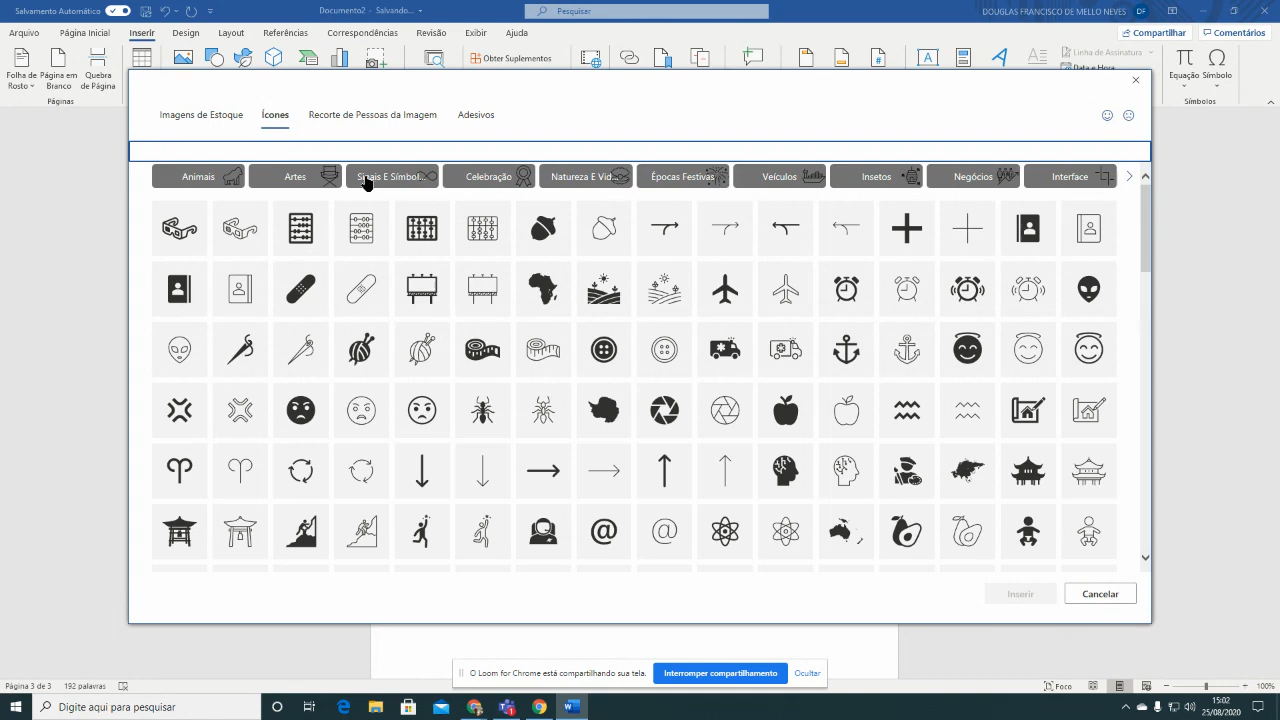 Salvamento Automático
Documento2 - Salvando...
Pesquisar
DOUGLAS FRANCISCO DE MELLO NEVES
DF
Arquivo
Página Inicial
Inserir
Design
Layout
Referências
Correspondências
Revisão
Exibir
Ajuda
Compartilhar
Comentários
Obter Suplementos
Linha de Assinatura
Data e Hora
Folha de
Rosto
Página em
Branco
Quebra
de Página
Equação
Símbolo
Páginas
Símbolos
Imagens de Estoque
Ícones
Recorte de Pessoas da Imagem
Adesivos
Animais
Artes
Sinais E Símbol...
Celebração
Natureza E Vid...
Épocas Festivas
Veículos
Insetos
Negócios
Interface
Inserir
Cancelar
O Loom for Chrome está compartilhando sua tela.
Interromper compartilhamento
Ocultar
Página 3 de 3
192 palavras
Foco
100%
Digite aqui para pesquisar
15:02
25/08/2020